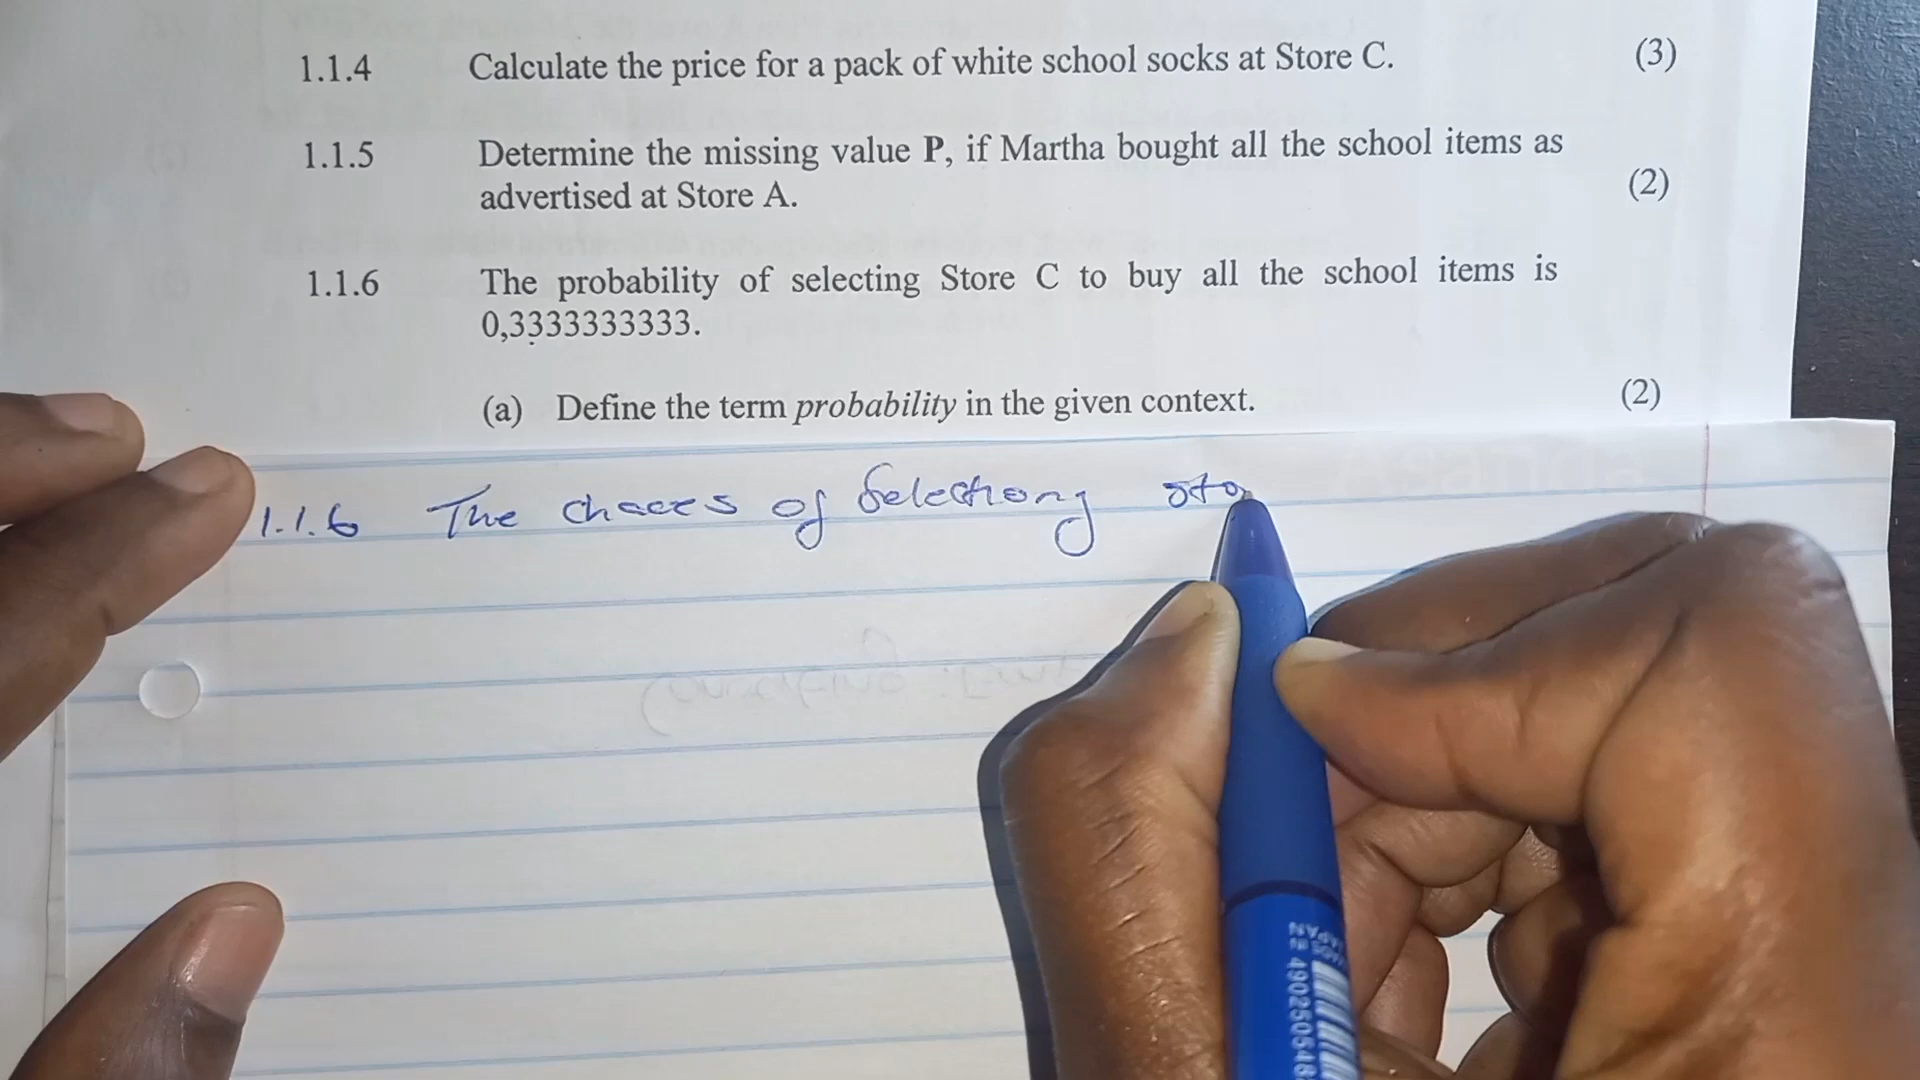 1.1.4 Calculate the price for a pack of white school socks at Store C. (3)
1.1.5 Determine the missing value P, if Martha bought all the school items as
advertised at Store A. (2)
1.1.6 The probability of selecting Store C to buy all the school items is
0,3333333333.
(a) Define the term probability in the given context. (2)
1.1.6 The chaces of Selectiong sto
JAPAN
490250548